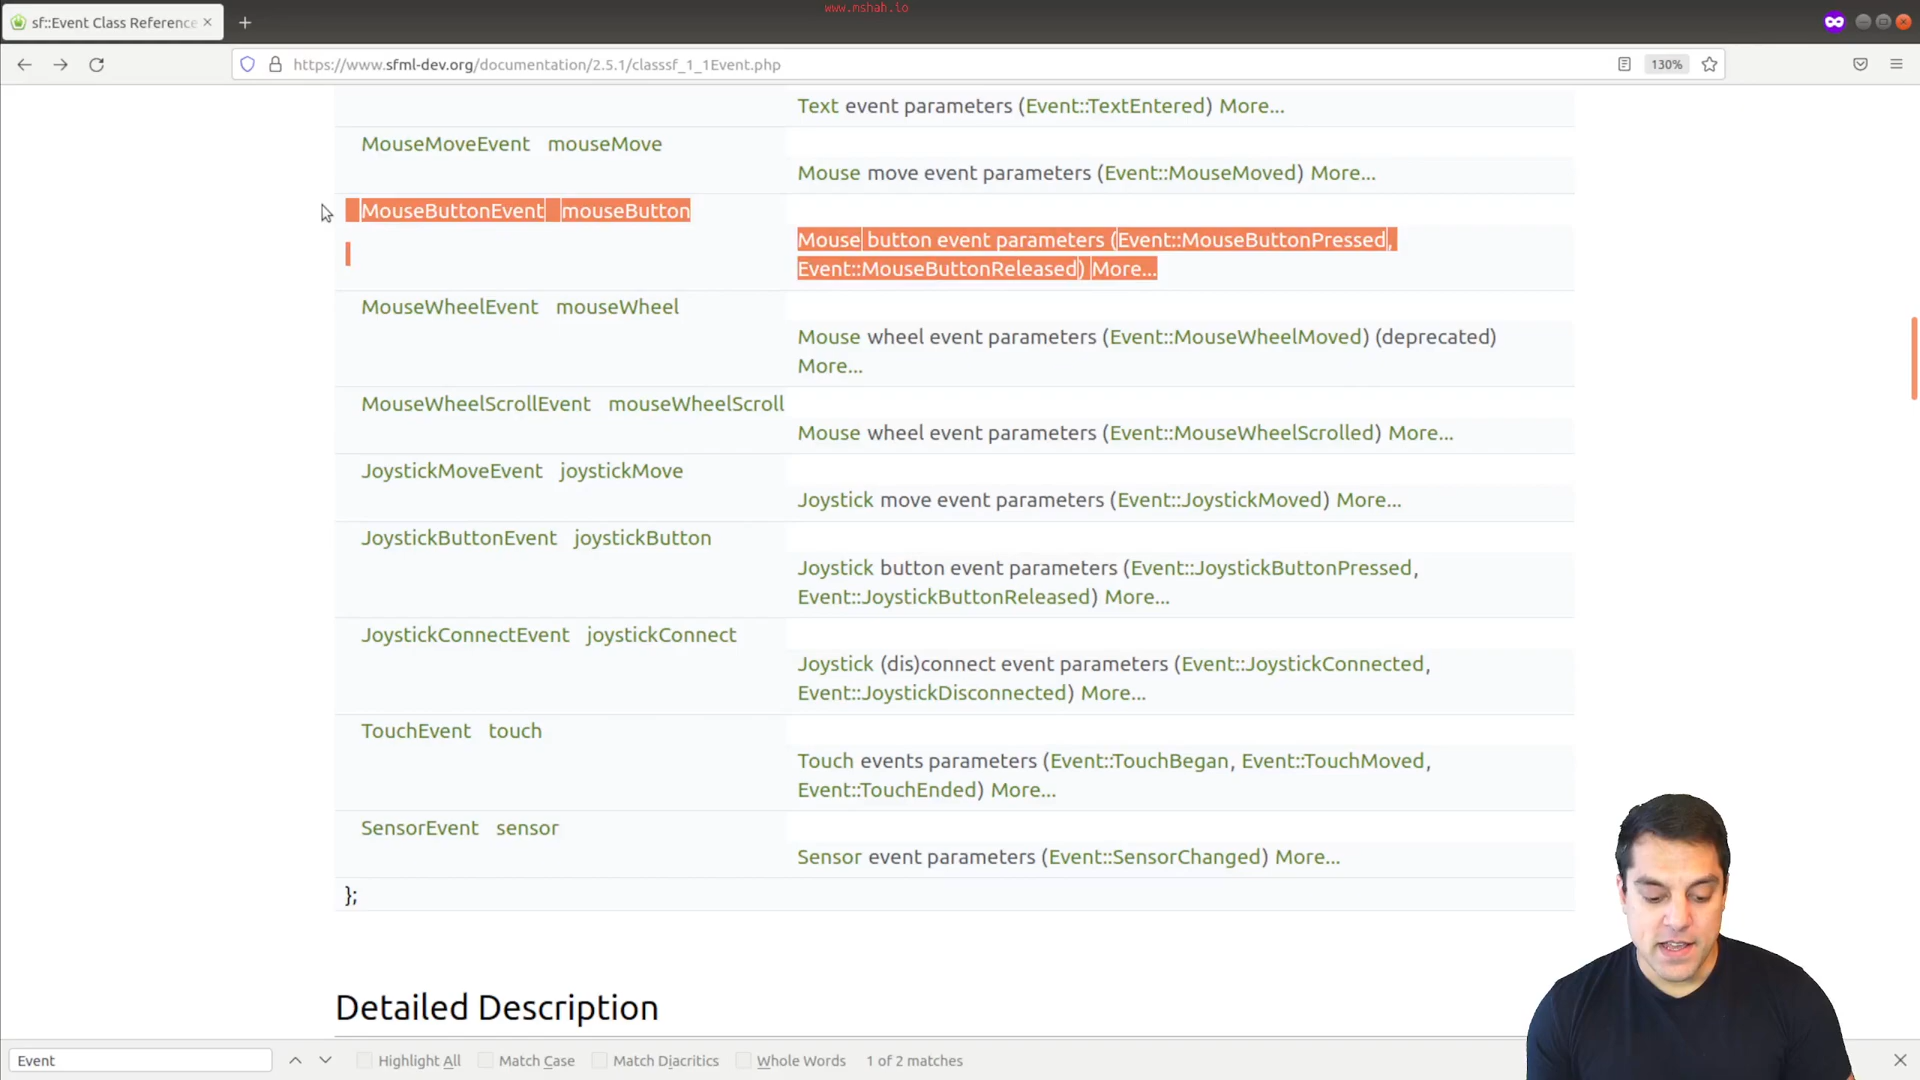 www.mshah.io
sf::Event Class Reference
https://www.sfml-dev.org/documentation/2.5.1/classsf_1_1Event.php
130%
Text event parameters (Event::TextEntered) More...
MouseMoveEvent mouseMove
Mouse move event parameters (Event::MouseMoved) More...
MouseButtonEvent mouseButton
Mouse button event parameters (Event::MouseButtonPressed,
Event::MouseButtonReleased) More...
MouseWheelEvent mouseWheel
Mouse wheel event parameters (Event::MouseWheelMoved) (deprecated)
More...
MouseWheelScrollEvent mouseWheelScroll
Mouse wheel event parameters (Event::MouseWheelScrolled) More...
JoystickMoveEvent joystickMove
Joystick move event parameters (Event::JoystickMoved) More...
JoystickButtonEvent joystickButton
Joystick button event parameters (Event::JoystickButtonPressed,
Event::JoystickButtonReleased) More...
JoystickConnectEvent joystickConnect
Joystick (dis)connect event parameters (Event::JoystickConnected,
Event::JoystickDisconnected) More...
TouchEvent touch
Touch events parameters (Event::TouchBegan, Event::TouchMoved,
Event::TouchEnded) More...
SensorEvent sensor
Sensor event parameters (Event::SensorChanged) More...
};
Detailed Description
Event
Highlight All
Match Case
Match Diacritics
Whole Words
1 of 2 matches